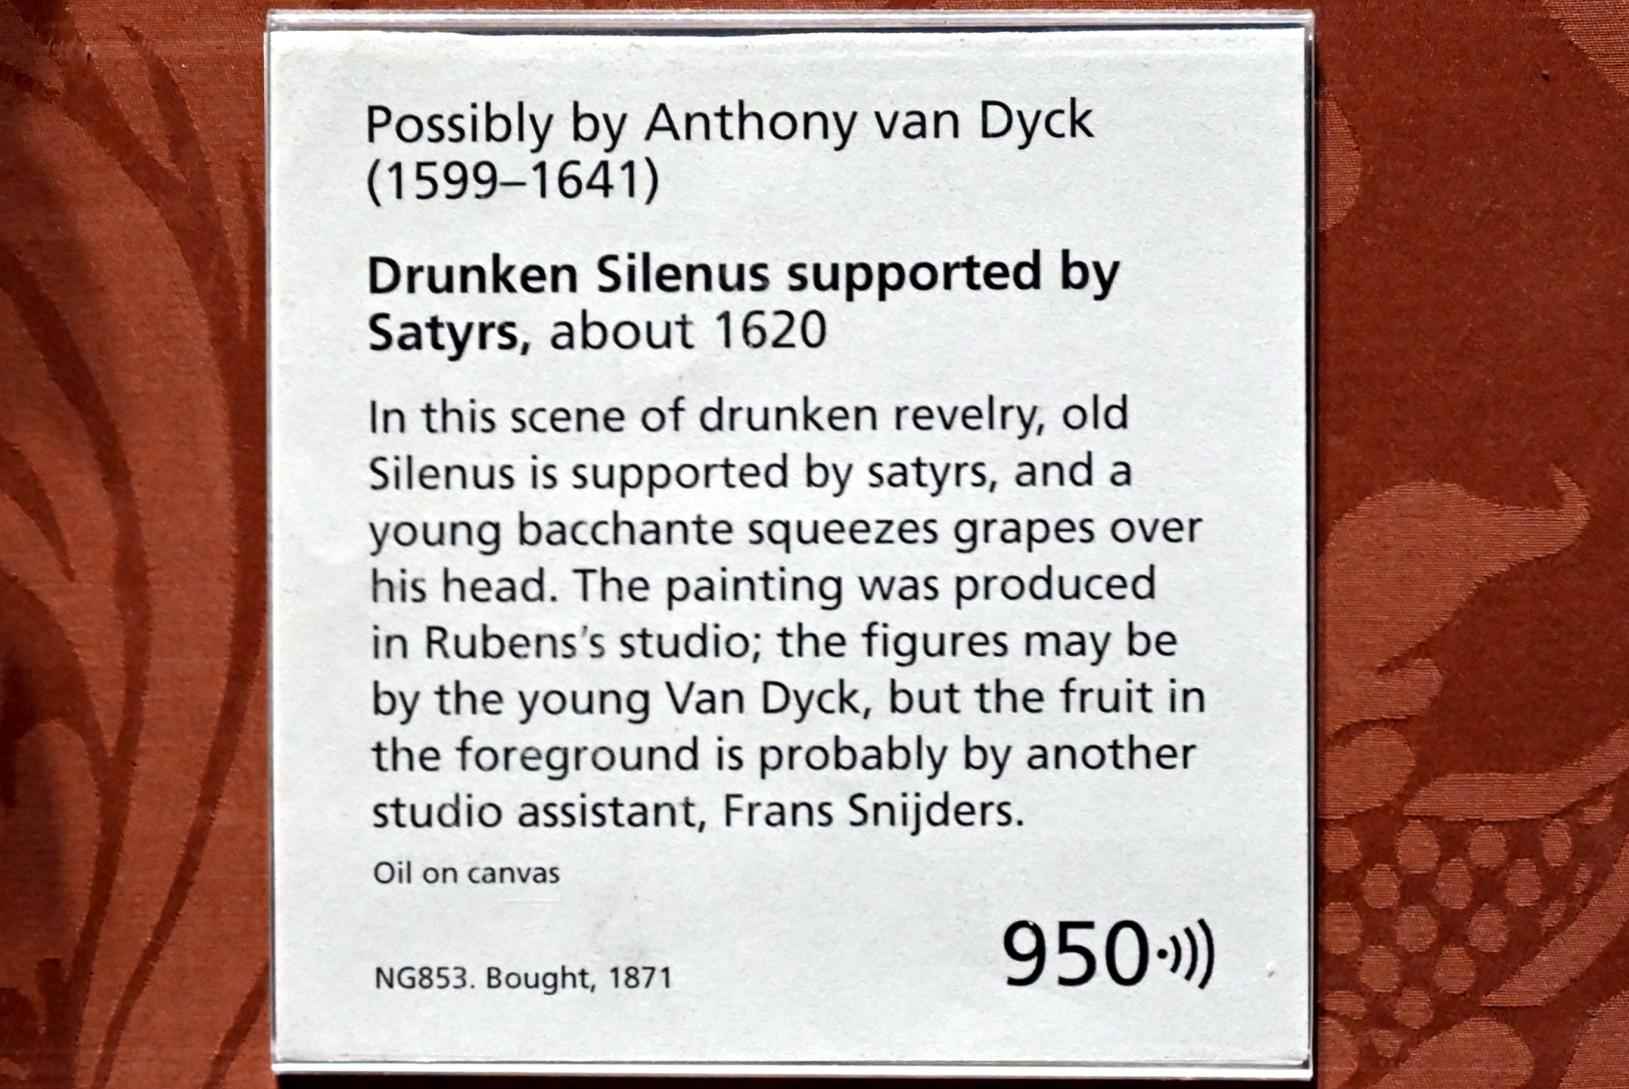 Possibly by Anthony van Dyck
(1599–1641)
Drunken Silenus supported by
Satyrs, about 1620
In this scene of drunken revelry, old
Silenus is supported by satyrs, and a
young bacchante squeezes grapes over
his head. The painting was produced
in Rubens's studio; the figures may be
by the young Van Dyck, but the fruit in
the foreground is probably by another
studio assistant, Frans Snijders.
Oil on canvas
950
NG853. Bought, 1871